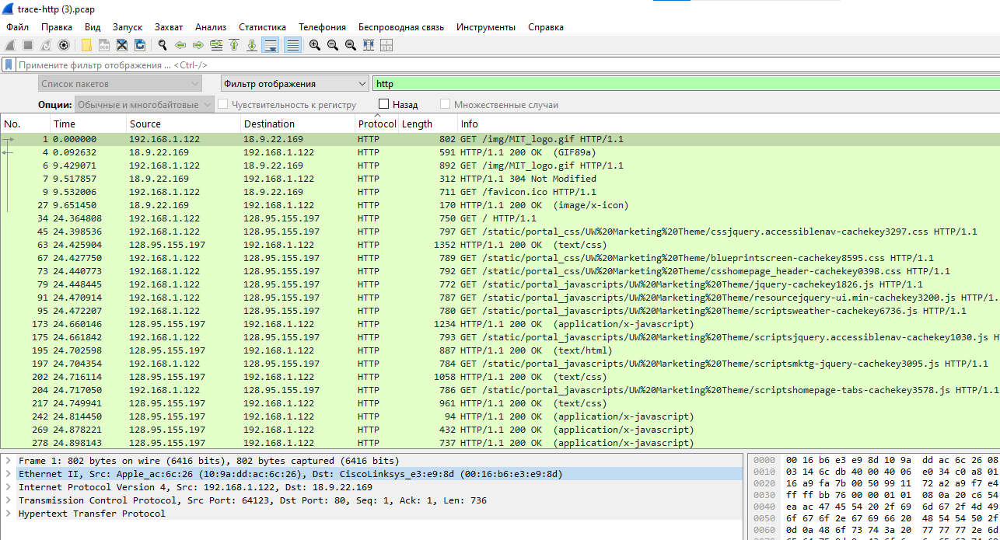 trace-http (3).pcap
Файл Правка Вид Запуск Захват Анализ Статистика Телефония Беспроводная связь Инструменты Справка
Примените фильтр отображения ... <Ctrl-/>
Список пакетов Фильтр отображения http
Опции: Обычные и многобайтовые Чувствительность к регистру Назад Множественные случаи
No. Time Source Destination Protocol Length Info
1 0.000000 192.168.1.122 18.9.22.169 HTTP 802 GET /img/MIT_logo.gif HTTP/1.1
4 0.092632 18.9.22.169 192.168.1.122 HTTP 591 HTTP/1.1 200 OK (GIF89a)
6 9.429071 192.168.1.122 18.9.22.169 HTTP 892 GET /img/MIT_logo.gif HTTP/1.1
7 9.517857 18.9.22.169 192.168.1.122 HTTP 312 HTTP/1.1 304 Not Modified
9 9.532006 192.168.1.122 18.9.22.169 HTTP 711 GET /favicon.ico HTTP/1.1
27 9.651450 18.9.22.169 192.168.1.122 HTTP 170 HTTP/1.1 200 OK (image/x-icon)
34 24.364808 192.168.1.122 128.95.155.197 HTTP 750 GET / HTTP/1.1
45 24.398536 192.168.1.122 128.95.155.197 HTTP 797 GET /static/portal_css/UW%20Marketing%20Theme/cssjquery.accessiblenav-cachekey3297.css HTTP/1.1
63 24.425904 128.95.155.197 192.168.1.122 HTTP 1352 HTTP/1.1 200 OK (text/css)
67 24.427750 192.168.1.122 128.95.155.197 HTTP 789 GET /static/portal_css/UW%20Marketing%20Theme/blueprintscreen-cachekey8595.css HTTP/1.1
73 24.440773 192.168.1.122 128.95.155.197 HTTP 792 GET /static/portal_css/UW%20Marketing%20Theme/csshomepage_header-cachekey0398.css HTTP/1.1
79 24.448445 192.168.1.122 128.95.155.197 HTTP 772 GET /static/portal_javascripts/UW%20Marketing%20Theme/jquery-cachekey1826.js HTTP/1.1
91 24.470914 192.168.1.122 128.95.155.197 HTTP 787 GET /static/portal_javascripts/UW%20Marketing%20Theme/resourcejquery-ui.min-cachekey3200.js HTTP/1.
95 24.472207 192.168.1.122 128.95.155.197 HTTP 780 GET /static/portal_javascripts/UW%20Marketing%20Theme/scriptsweather-cachekey6736.js HTTP/1.1
173 24.660146 128.95.155.197 192.168.1.122 HTTP 1234 HTTP/1.1 200 OK (application/x-javascript)
175 24.661842 192.168.1.122 128.95.155.197 HTTP 793 GET /static/portal_javascripts/UW%20Marketing%20Theme/scriptsjquery.accessiblenav-cachekey1030.js H
195 24.702598 128.95.155.197 192.168.1.122 HTTP 887 HTTP/1.1 200 OK (text/html)
197 24.704354 192.168.1.122 128.95.155.197 HTTP 784 GET /static/portal_javascripts/UW%20Marketing%20Theme/scriptsmktg-jquery-cachekey3095.js HTTP/1.1
202 24.716114 128.95.155.197 192.168.1.122 HTTP 1058 HTTP/1.1 200 OK (text/css)
204 24.717050 192.168.1.122 128.95.155.197 HTTP 786 GET /static/portal_javascripts/UW%20Marketing%20Theme/scriptshomepage-tabs-cachekey3578.js HTTP/1.1
217 24.749941 128.95.155.197 192.168.1.122 HTTP 961 HTTP/1.1 200 OK (text/css)
242 24.814450 128.95.155.197 192.168.1.122 HTTP 94 HTTP/1.1 200 OK (application/x-javascript)
269 24.878221 128.95.155.197 192.168.1.122 HTTP 432 HTTP/1.1 200 OK (application/x-javascript)
278 24.898143 128.95.155.197 192.168.1.122 HTTP 737 HTTP/1.1 200 OK (application/x-javascript)
Frame 1: 802 bytes on wire (6416 bits), 802 bytes captured (6416 bits)
Ethernet II, Src: Apple_ac:6c:26 (10:9a:dd:ac:6c:26), Dst: CiscoLinksys_e3:e9:8d (00:16:b6:e3:e9:8d)
Internet Protocol Version 4, Src: 192.168.1.122, Dst: 18.9.22.169
Transmission Control Protocol, Src Port: 64123, Dst Port: 80, Seq: 1, Ack: 1, Len: 736
Hypertext Transfer Protocol
0000 00 16 b6 e3 e9 8d 10 9a dd ac 6c 26 08
0010 03 14 6c db 40 00 40 06 e0 34 c0 a8 01
0020 16 a9 fa 7b 00 50 99 11 72 a2 a9 f7 e4
0030 ff ff bb 76 00 00 01 01 08 0a 20 c6 54
0040 ea ac 47 45 54 20 2f 69 6d 67 2f 4d 49
0050 6f 67 6f 2e 67 69 66 20 48 54 54 50 2f
0060 0d 0a 48 6f 73 74 3a 20 77 77 77 2e 6d